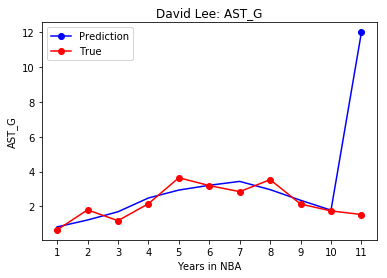 David Lee: AST_G
Prediction
True
12
10
8
6
4
2
AST_G
1 2 3 4 5 6 7 8 9 10 11
Years in NBA